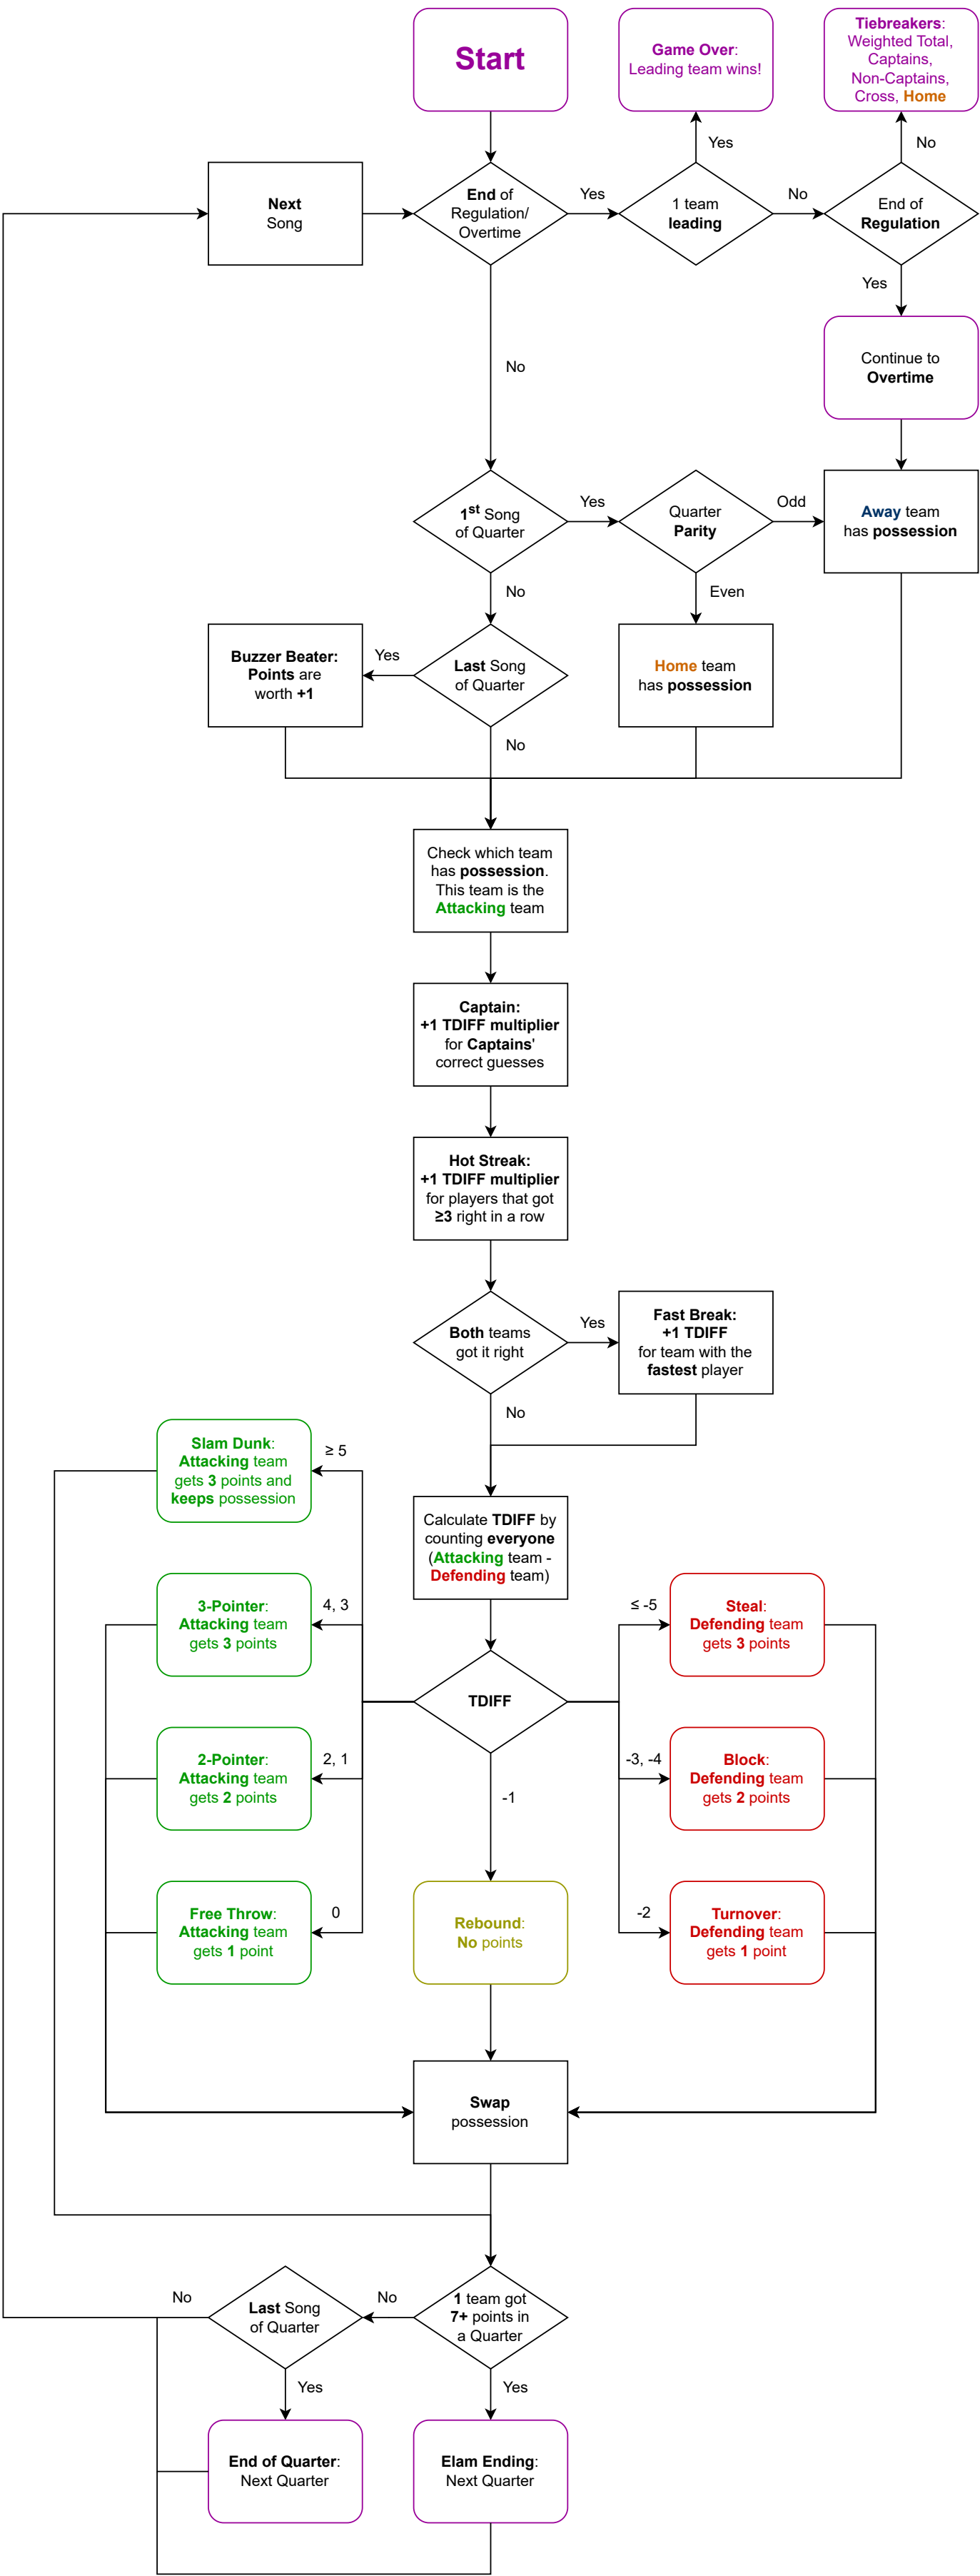 Start
Game Over:
Leading team wins!
Tiebreakers:
Weighted Total,
Captains,
Non-Captains,
Cross, Home
Yes
No
Next
Song
End of
Regulation/
Overtime
Yes
1 team
leading
No
End of
Regulation
Yes
Continue to
Overtime
No
1st Song
of Quarter
Yes
Quarter
Parity
Odd
Away team
has possession
No
Even
Buzzer Beater:
Points are
worth +1
Yes
Last Song
of Quarter
Home team
has possession
No
Check which team
has possession.
This team is the
Attacking team
Captain:
+1 TDIFF multiplier
for Captains'
correct guesses
Hot Streak:
+1 TDIFF multiplier
for players that got
≥3 right in a row
Both teams
got it right
Yes
Fast Break:
+1 TDIFF
for team with the
fastest player
No
Slam Dunk:
Attacking team
gets 3 points and
keeps possession
≥ 5
Calculate TDIFF by
counting everyone
(Attacking team -
Defending team)
3-Pointer:
Attacking team
gets 3 points
4, 3
≤ -5
Steal:
Defending team
gets 3 points
TDIFF
2-Pointer:
Attacking team
gets 2 points
2, 1
-1
-3, -4
Block:
Defending team
gets 2 points
Free Throw:
Attacking team
gets 1 point
0
Rebound:
No points
-2
Turnover:
Defending team
gets 1 point
Swap
possession
No
Last Song
of Quarter
No
1 team got
7+ points in
a Quarter
Yes
Yes
End of Quarter:
Next Quarter
Elam Ending:
Next Quarter